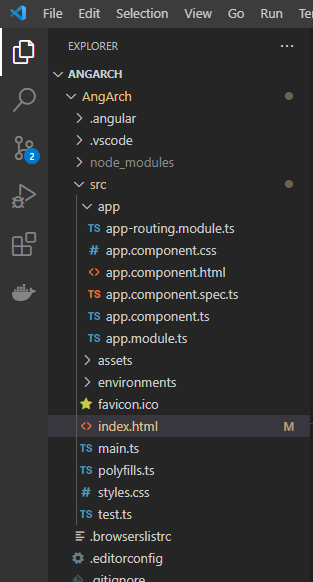 File Edit Selection View Go Run Ter
EXPLORER ...
ANGARCH
AngArch
.angular
.vscode
2
node_modules
src
app
TS app-routing.module.ts
# app.component.css
<> app.component.html
TS app.component.spec.ts
TS app.component.ts
TS app.module.ts
assets
environments
favicon.ico
<> index.html M
TS main.ts
TS polyfills.ts
# styles.css
TS test.ts
.browserslistrc
.editorconfig
.gitignore